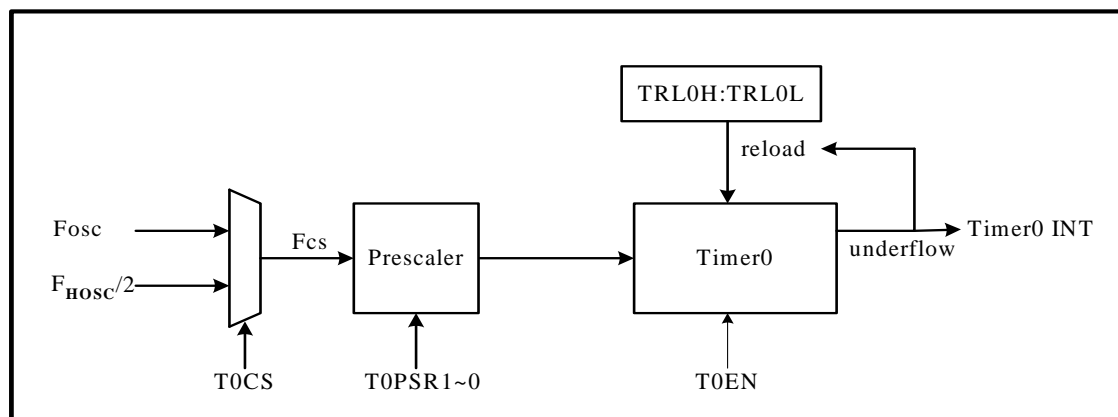 TRL0H:TRL0L
reload
Fosc
Fcs
Prescaler
Timer0
Timer0 INT
underflow
FHOSC/2
T0CS
T0PSR1~0
T0EN